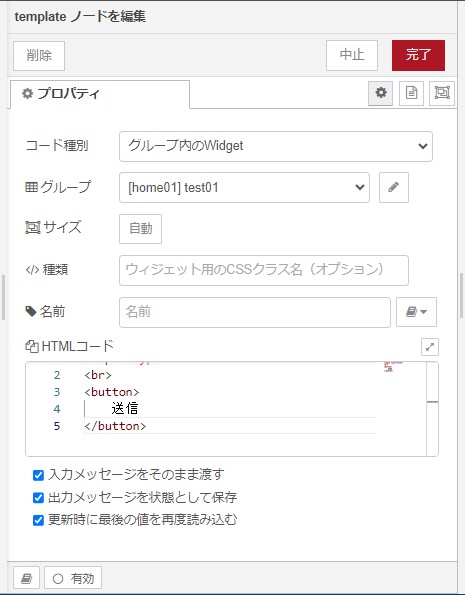 template ノードを編集
削除
中止
完了
プロパティ
コード種別
グループ内のWidget
グループ
[home01] test01
サイズ
自動
</> 種類
ウィジェット用のCSSクラス名（オプション）
名前
名前
HTMLコード
2 <br>
3 <button>
4 送信
5 </button>
入力メッセージをそのまま渡す
出力メッセージを状態として保存
更新時に最後の値を再度読み込む
有効